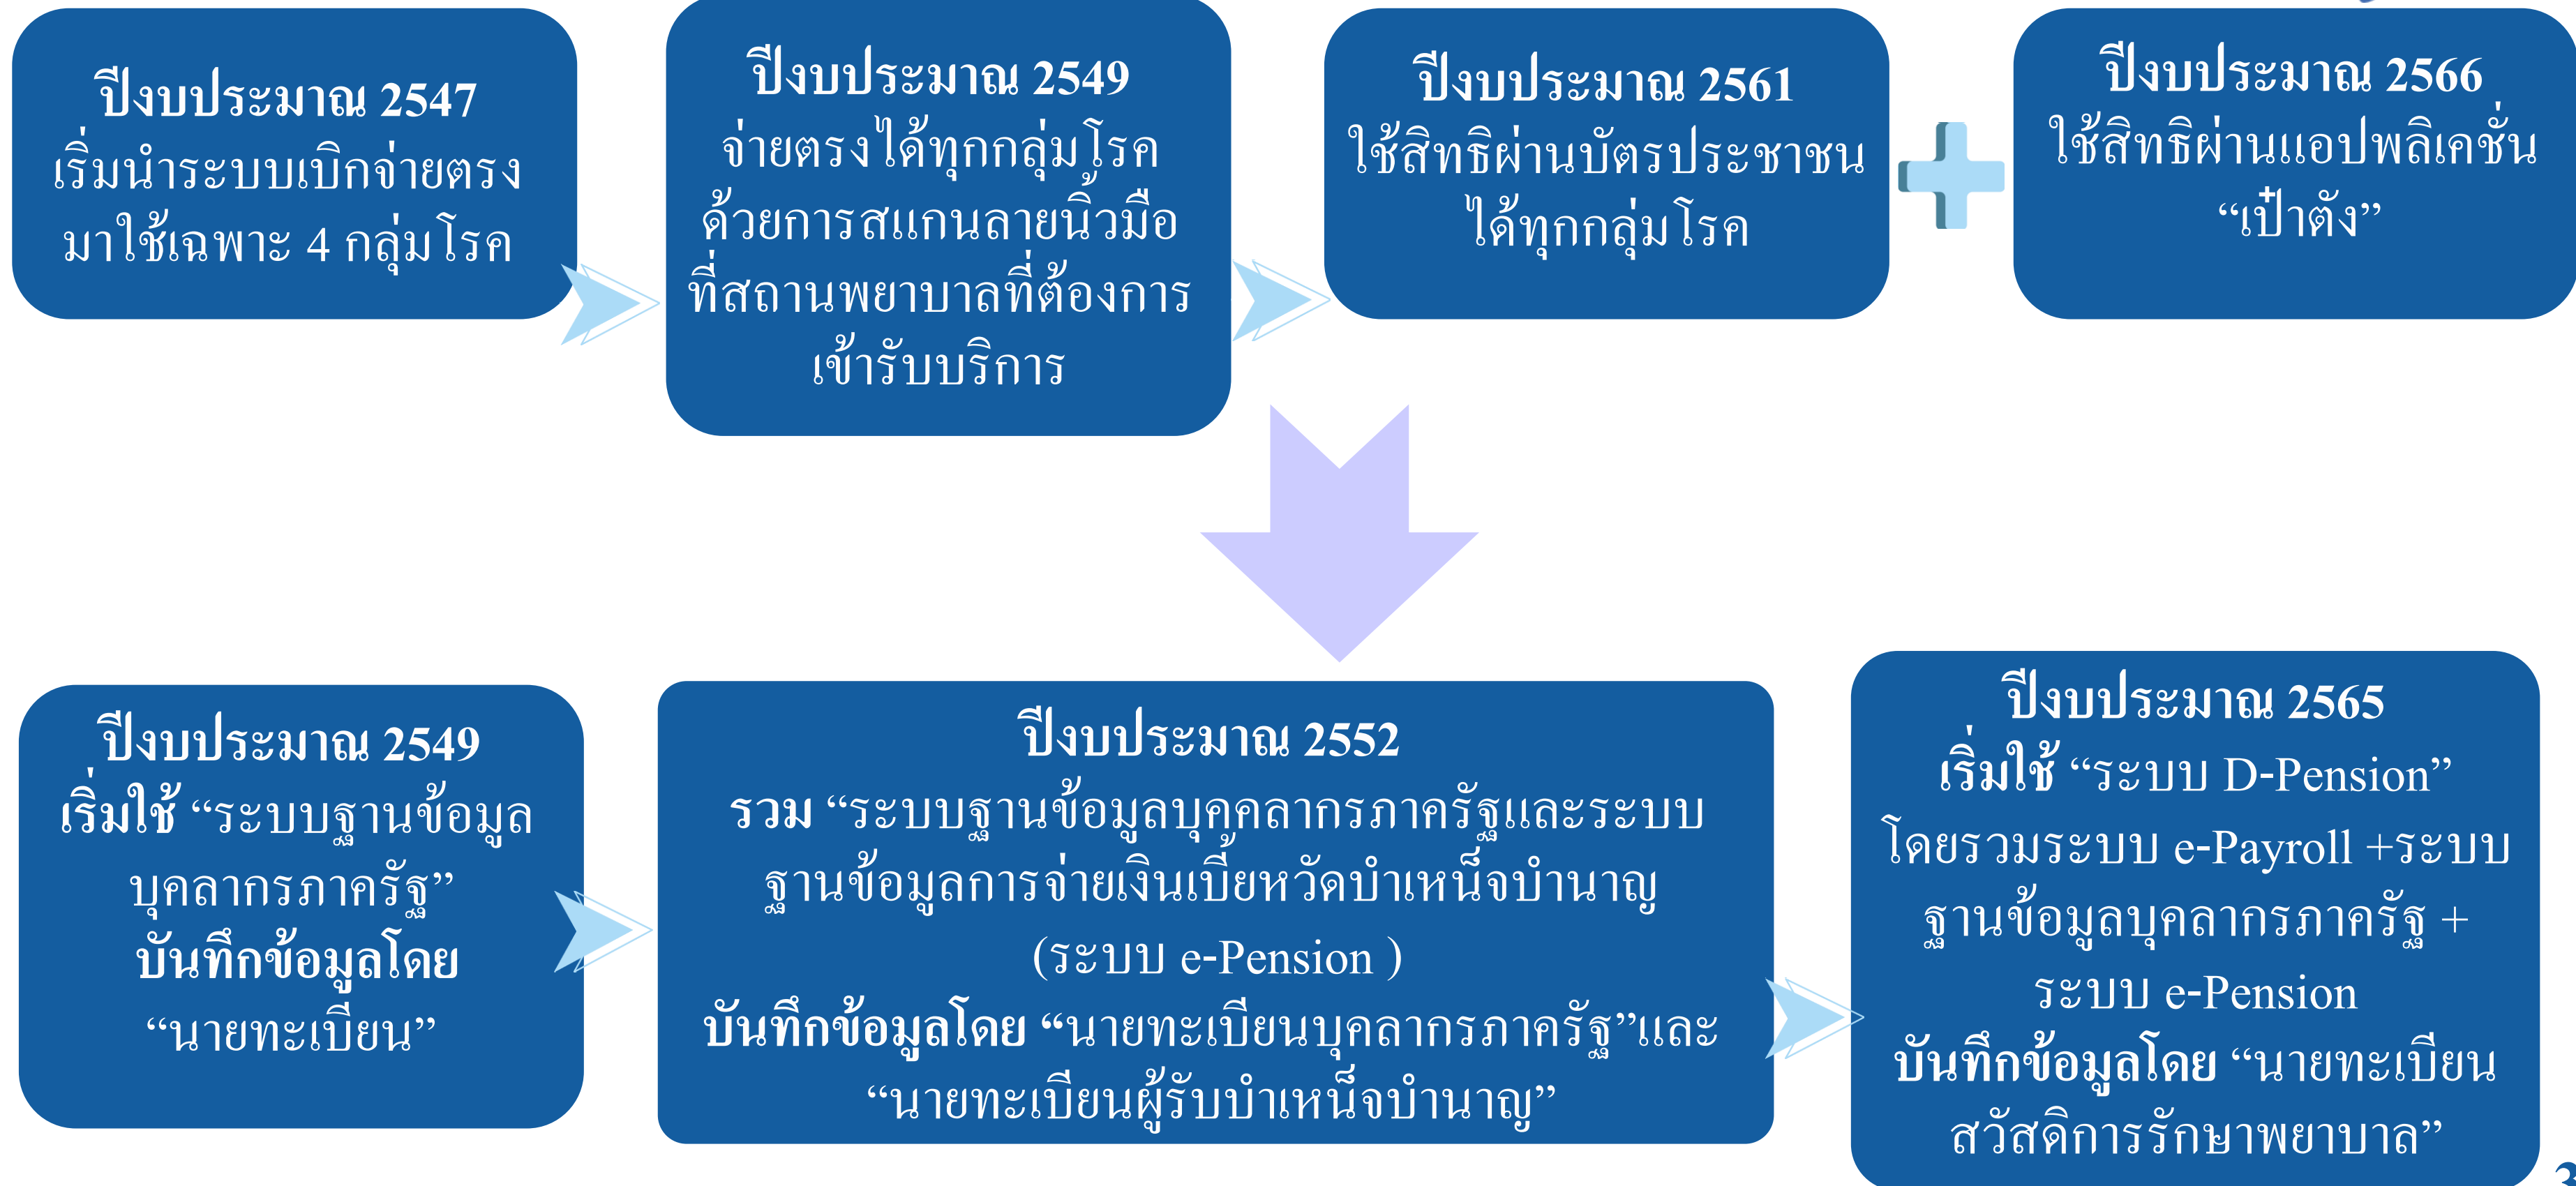 ปีงบประมาณ 2547
เริ่มนำระบบเบิกจ่ายตรง
มาใช้เฉพาะ 4 กลุ่มโรค
ปีงบประมาณ 2549
จ่ายตรงได้ทุกกลุ่มโรค
ด้วยการสแกนลายนิ้วมือ
ที่สถานพยาบาลที่ต้องการ
เข้ารับบริการ
ปีงบประมาณ 2561
ใช้สิทธิผ่านบัตรประชาชน
ได้ทุกกลุ่มโรค
ปีงบประมาณ 2566
ใช้สิทธิผ่านแอปพลิเคชั่น
“เป๋าตัง”
ปีงบประมาณ 2549
เริ่มใช้ “ระบบฐานข้อมูล
บุคลากรภาครัฐ”
บันทึกข้อมูลโดย
“นายทะเบียน”
ปีงบประมาณ 2552
รวม “ระบบฐานข้อมูลบุคคลากรภาครัฐและระบบ
ฐานข้อมูลการจ่ายเงินเบี้ยหวัดบำเหน็จบำนาญ
(ระบบ e-Pension )
บันทึกข้อมูลโดย “นายทะเบียนบุคลากรภาครัฐ”และ
“นายทะเบียนผู้รับบำเหน็จบำนาญ”
ปีงบประมาณ 2565
เริ่มใช้ “ระบบ D-Pension”
โดยรวมระบบ e-Payroll +ระบบ
ฐานข้อมูลบุคลากรภาครัฐ +
ระบบ e-Pension
บันทึกข้อมูลโดย “นายทะเบียน
สวัสดิการรักษาพยาบาล”